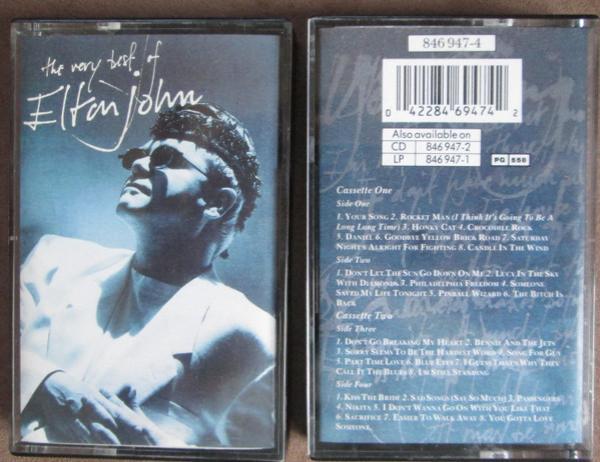 the very best of
Elton John
846 947-4
0 42284 69474 2
Also available on
CD 846 947-2
LP 846 947-1
PG 558
Cassette One
Side One
1. Your Song 2. Rocket Man (I Think It's Going To Be A
Long Long Time) 3. Honky Cat 4. Crocodile Rock
5. Daniel 6. Goodbye Yellow Brick Road 7. Saturday
Night's Alright For Fighting 8. Candle In The Wind
Side Two
1. Don't Let The Sun Go Down On Me 2. Lucy In The Sky
With Diamonds 3. Philadelphia Freedom 4. Someone
Saved My Life Tonight 5. Pinball Wizard 6. The Bitch Is
Back
Cassette Two
Side Three
1. Don't Go Breaking My Heart 2. Bennie And The Jets
3. Sorry Seems To Be The Hardest Word 4. Song For Guy
5. Part Time Love 6. Blue Eyes 7. I Guess That's Why They
Call It The Blues 8. I'm Still Standing
Side Four
1. Kiss The Bride 2. Sad Songs (Say So Much) 3. Passengers
4. Nikita 5. I Don't Wanna Go On With You Like That
6. Sacrifice 7. Easier To Walk Away 8. You Gotta Love
Someone